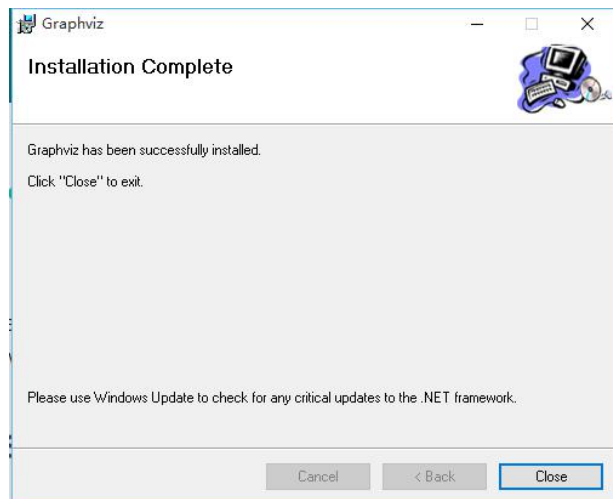 Graphviz
Installation Complete
Graphviz has been successfully installed.
Click "Close" to exit.
Please use Windows Update to check for any critical updates to the .NET framework.
Cancel
< Back
Close